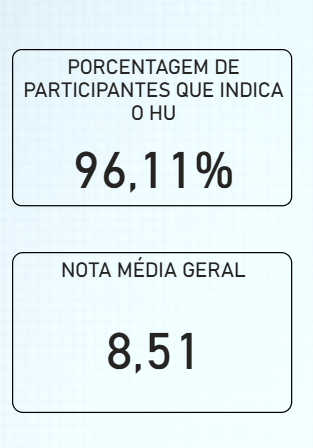 PORCENTAGEM DE
PARTICIPANTES QUE INDICA
O HU
96,11%
NOTA MÉDIA GERAL
8,51